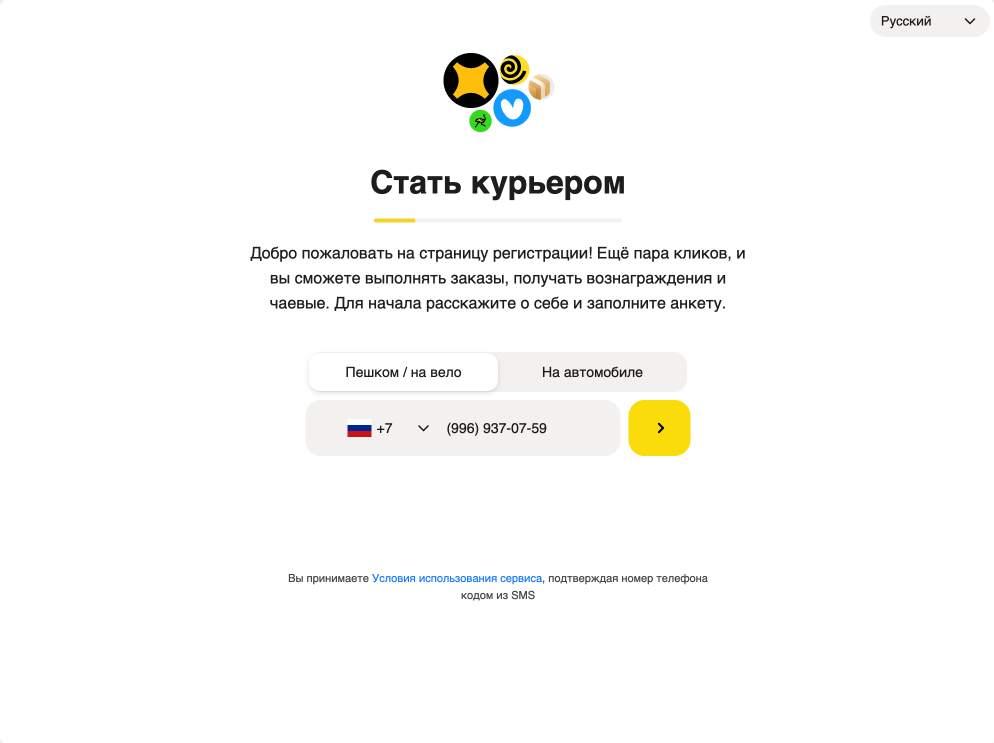 Русский
Стать курьером
Добро пожаловать на страницу регистрации! Ещё пара кликов, и
вы сможете выполнять заказы, получать вознаграждения и
чаевые. Для начала расскажите о себе и заполните анкету.
Пешком / на вело
На автомобиле
+7
(996) 937-07-59
Вы принимаете Условия использования сервиса, подтверждая номер телефона
кодом из SMS